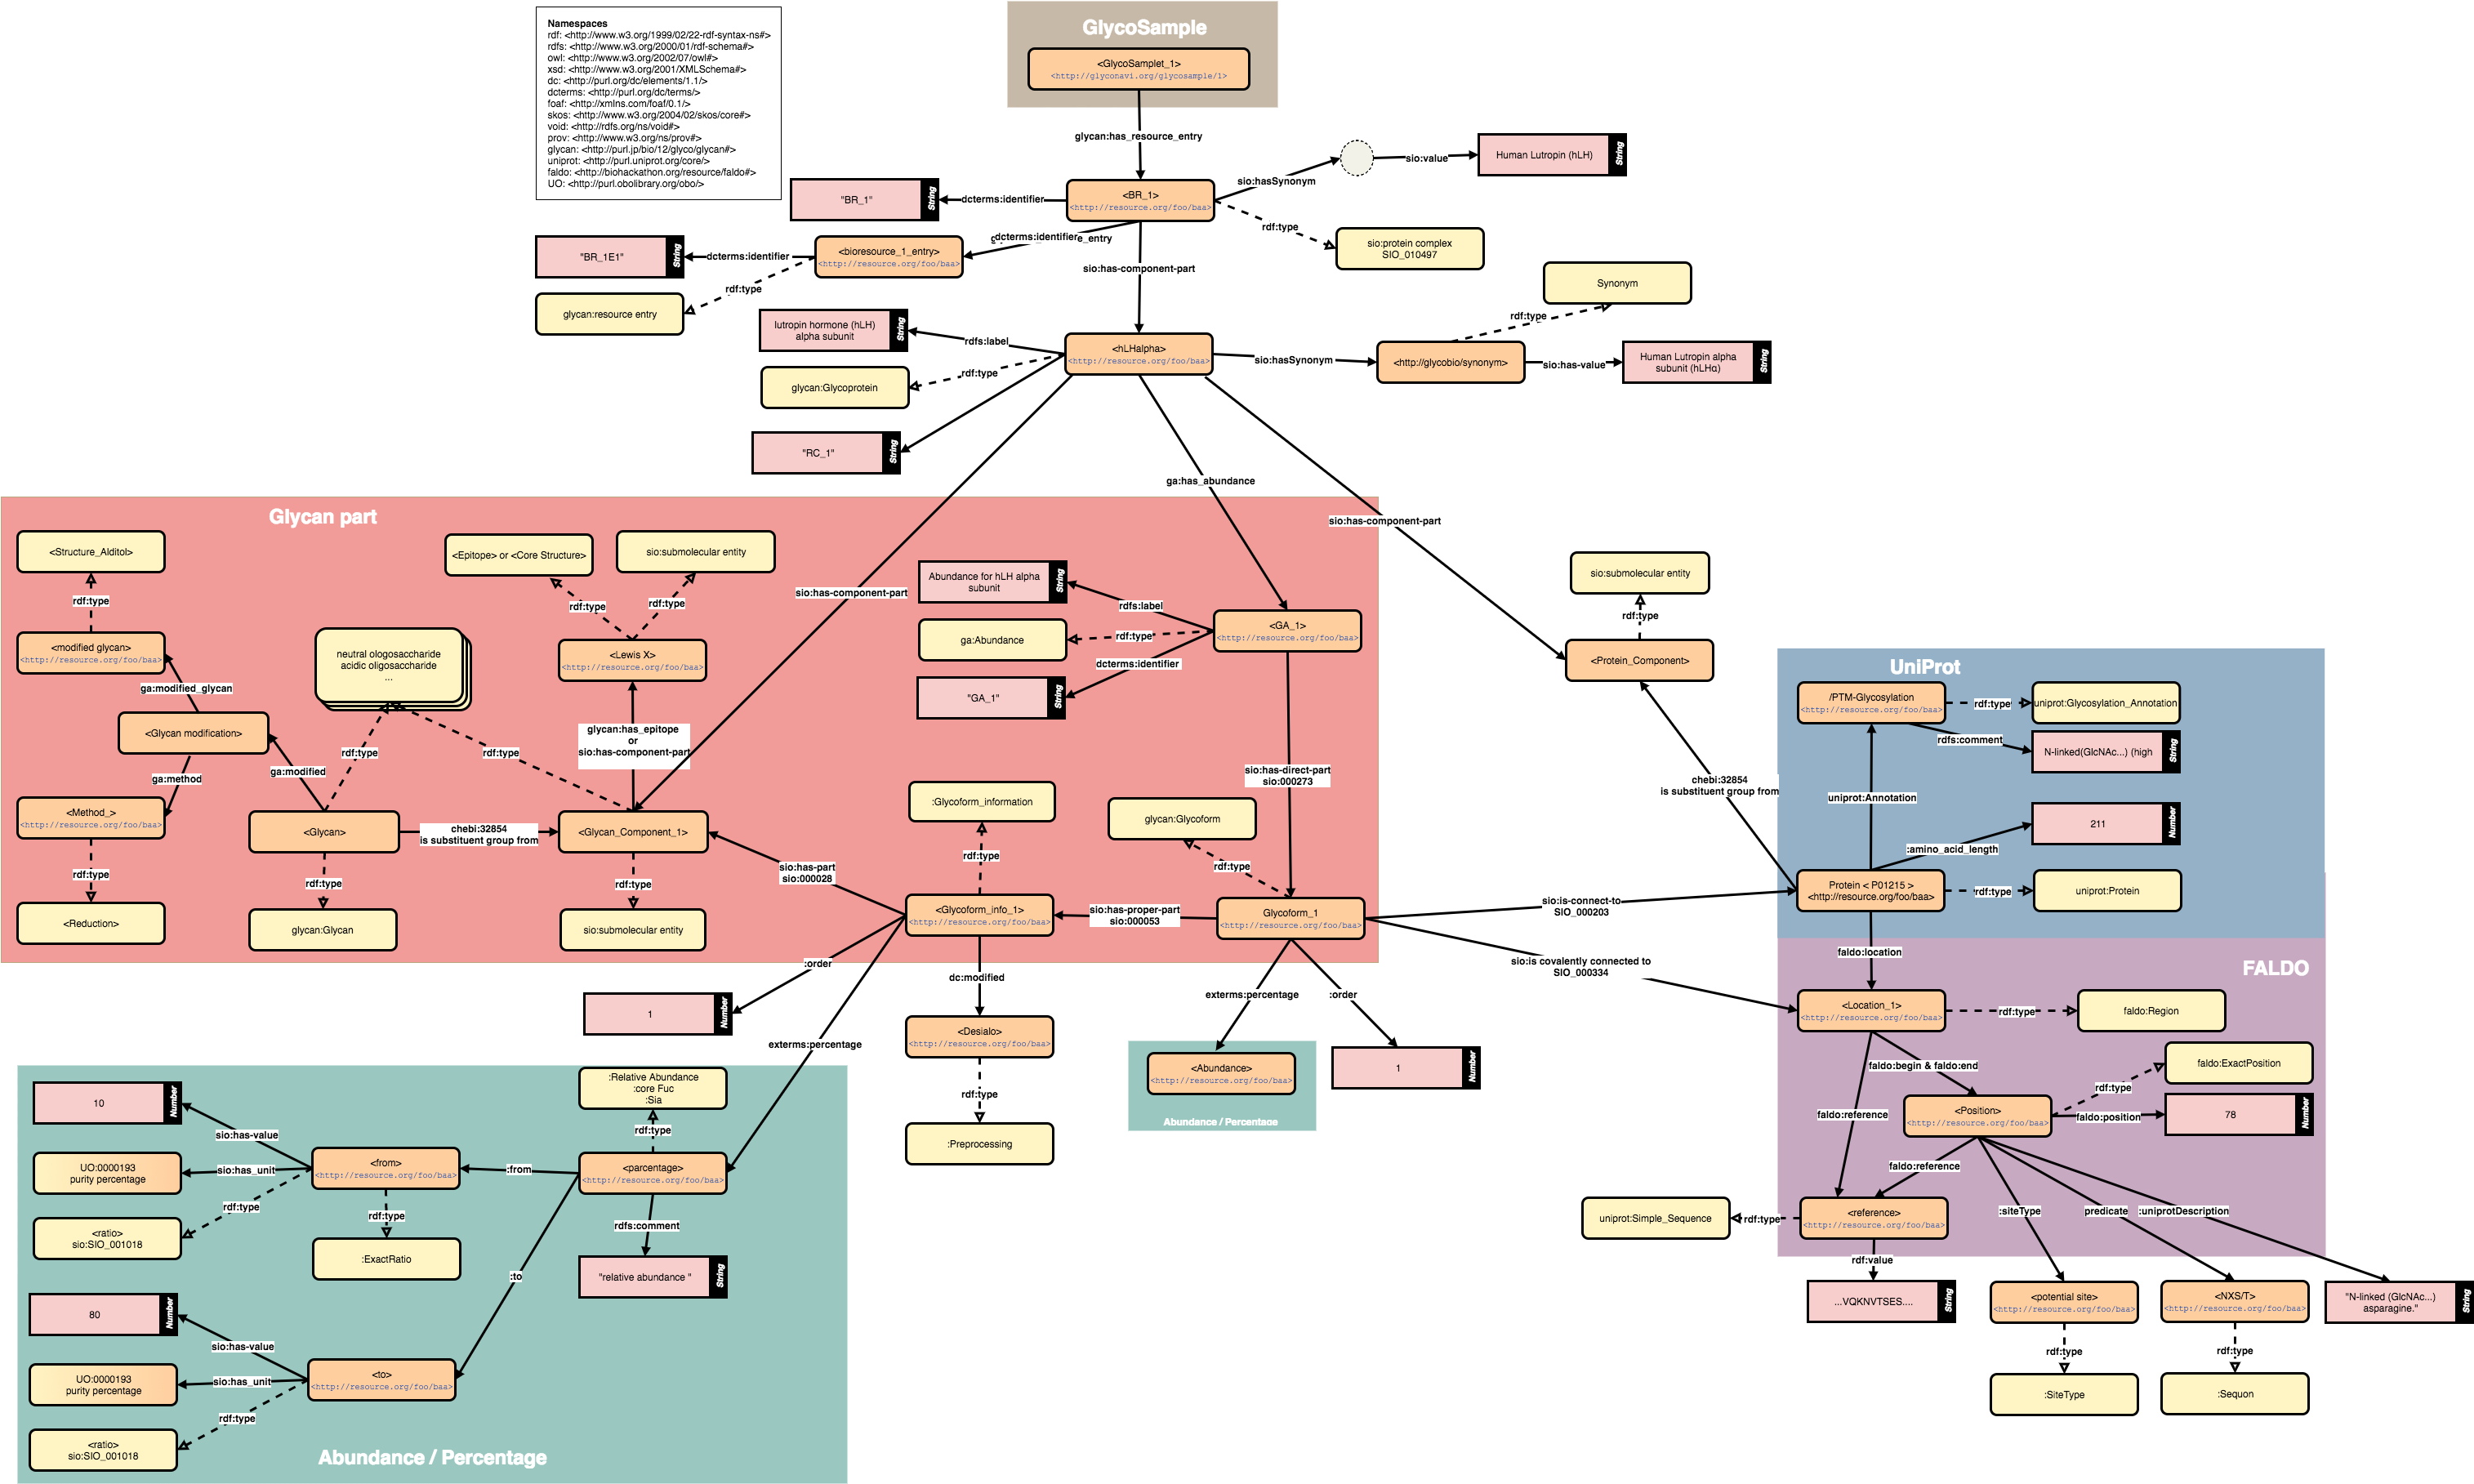 Namespaces
rdf: <http://www.w3.org/1999/02/22-rdf-syntax-ns#>
rdfs: <http://www.w3.org/2000/01/rdf-schema#>
owl: <http://www.w3.org/2002/07/owl#>
xsd: <http://www.w3.org/2001/XMLSchema#>
dc: <http://purl.org/dc/elements/1.1/>
dcterms: <http://purl.org/dc/terms/>
foaf: <http://xmlns.com/foaf/0.1/>
skos: <http://www.w3.org/2004/02/skos/core#>
void: <http://rdfs.org/ns/void#>
prov: <http://www.w3.org/ns/prov#>
glycan: <http://purl.jp/bio/12/glyco/glycan#>
uniprot: <http://purl.uniprot.org/core/>
faldo: <http://biohackathon.org/resource/faldo#>
UO: <http://purl.obolibrary.org/obo/>
GlycoSample
<GlycoSamplet_1>
<http://glyconavi.org/glycosample/1>
glycan:has_resource_entry
sio:value
Human Lutropin (hLH)
String
sio:hasSynonym
"BR_1"
String
dcterms:identifier
<BR_1>
<http://resource.org/foo/baa>
rdf:type
sio:protein complex
SIO_010497
"BR_1E1"
String
dcterms:identifier
<bioresource_1_entry>
<http://resource.org/foo/baa>
dcterms:identifier
_entry
rdf:type
glycan:resource entry
sio:has-component-part
Synonym
rdf:type
lutropin hormone (hLH)
alpha subunit
String
rdfs:label
<hLHalpha>
<http://resource.org/foo/baa>
sio:hasSynonym
<http://glycobio/synonym>
sio:has-value
Human Lutropin alpha
subunit (hLHα)
String
glycan:Glycoprotein
rdf:type
"RC_1"
String
ga:has_abundance
sio:has-component-part
sio:has-component-part
Glycan part
<Structure_Alditol>
rdf:type
<modified glycan>
<http://resource.org/foo/baa>
ga:modified_glycan
<Glycan modification>
ga:method
<Method_>
<http://resource.org/foo/baa>
rdf:type
<Reduction>
ga:modified
neutral ologosaccharide
acidic oligosaccharide
...
rdf:type
rdf:type
<Glycan>
rdf:type
glycan:Glycan
chebi:32854
is substituent group from
<Epitope> or <Core Structure>
sio:submolecular entity
rdf:type
rdf:type
<Lewis X>
<http://resource.org/foo/baa>
glycan:has_epitope
or
sio:has-component-part
<Glycan_Component_1>
rdf:type
sio:submolecular entity
Abundance for hLH alpha
subunit
String
rdfs:label
ga:Abundance
rdf:type
dcterms:identifier
"GA_1"
String
<GA_1>
<http://resource.org/foo/baa>
sio:has-direct-part
sio:000273
:Glycoform_information
rdf:type
glycan:Glycoform
rdf:type
sio:has-part
sio:000028
<Glycoform_info_1>
<http://resource.org/foo/baa>
sio:has-proper-part
sio:000053
Glycoform_1
<http://resource.org/foo/baa>
sio:submolecular entity
rdf:type
<Protein_Component>
chebi:32854
is substituent group from
UniProt
/PTM-Glycosylation
<http://resource.org/foo/baa>
rdf:type
uniprot:Glycosylation_Annotation
rdfs:comment
N-linked(GlcNAc...) (high
String
uniprot:Annotation
211
Number
:amino_acid_length
Protein < P01215 >
<http://resource.org/foo/baa>
rdf:type
uniprot:Protein
sio:is-connect-to
SIO_000203
sio:is covalently connected to
SIO_000334
faldo:location
FALDO
<Location_1>
<http://resource.org/foo/baa>
rdf:type
faldo:Region
faldo:begin & faldo:end
faldo:ExactPosition
rdf:type
<Position>
<http://resource.org/foo/baa>
faldo:position
78
Number
faldo:reference
faldo:reference
<reference>
<http://resource.org/foo/baa>
rdf:type
uniprot:Simple_Sequence
:siteType
predicate
:uniprotDescription
rdf:value
...VQKNVTSES....
String
<potential site>
<http://resource.org/foo/baa>
<NXS/T>
<http://resource.org/foo/baa>
"N-linked (GlcNAc...)
asparagine."
String
rdf:type
:SiteType
rdf:type
:Sequon
:order
1
Number
dc:modified
<Desialo>
<http://resource.org/foo/baa>
rdf:type
:Preprocessing
exterms:percentage
exterms:percentage
:order
<Abundance>
<http://resource.org/foo/baa>
Abundance / Percentage
1
Number
:Relative Abundance
:core Fuc
:Sia
rdf:type
<parcentage>
<http://resource.org/foo/baa>
rdfs:comment
"relative abundance "
String
:from
:to
10
Number
sio:has-value
UO:0000193
purity percentage
sio:has_unit
<from>
<http://resource.org/foo/baa>
rdf:type
<ratio>
sio:SIO_001018
rdf:type
:ExactRatio
80
Number
sio:has-value
UO:0000193
purity percentage
sio:has_unit
<to>
<http://resource.org/foo/baa>
rdf:type
<ratio>
sio:SIO_001018
Abundance / Percentage